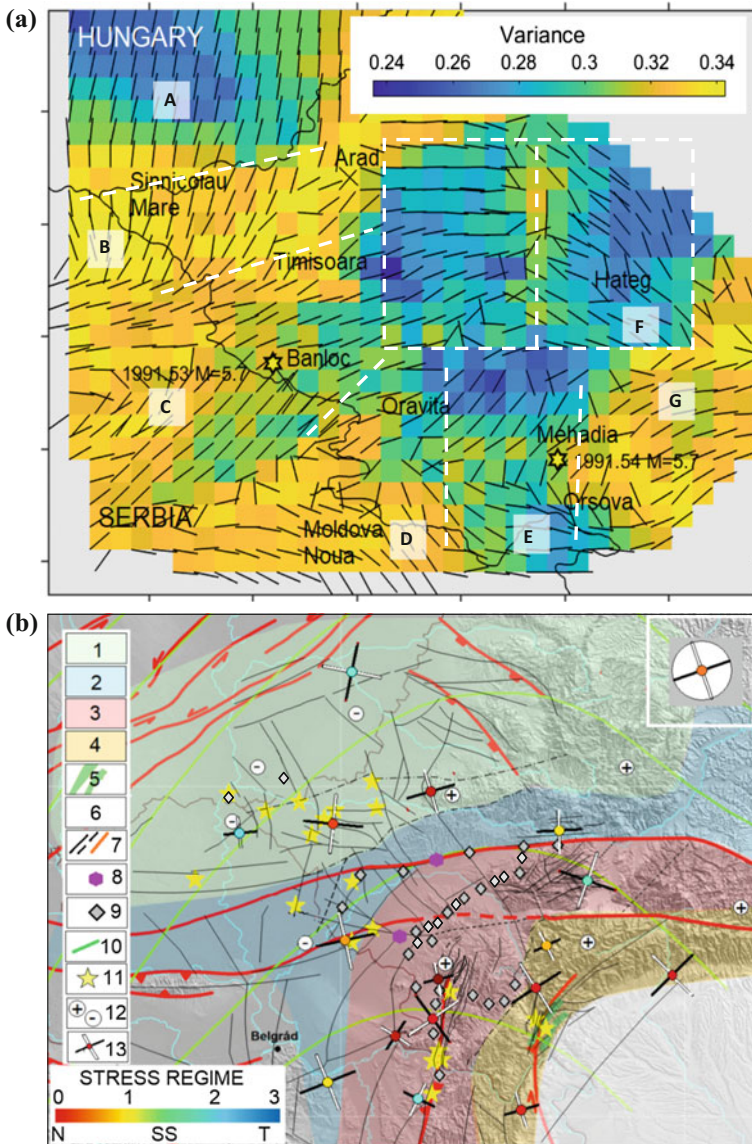 (a)
HUNGARY
Variance
0.24 0.26 0.28 0.3 0.32 0.34
A
Arad
Sinnicolau
Mare
B
Timisoara
Hateg
F
Banloc
1991.53 M=5.7
C
Oravita
G
Mehadia
1991.54 M=5.7
Orsova
SERBIA
Moldova
Noua
D
E
(b)
1
2
3
4
5
6
7
8
9
10
11
12
13
+
-
Belgrád
STRESS REGIME
0 1 2 3
N SS T